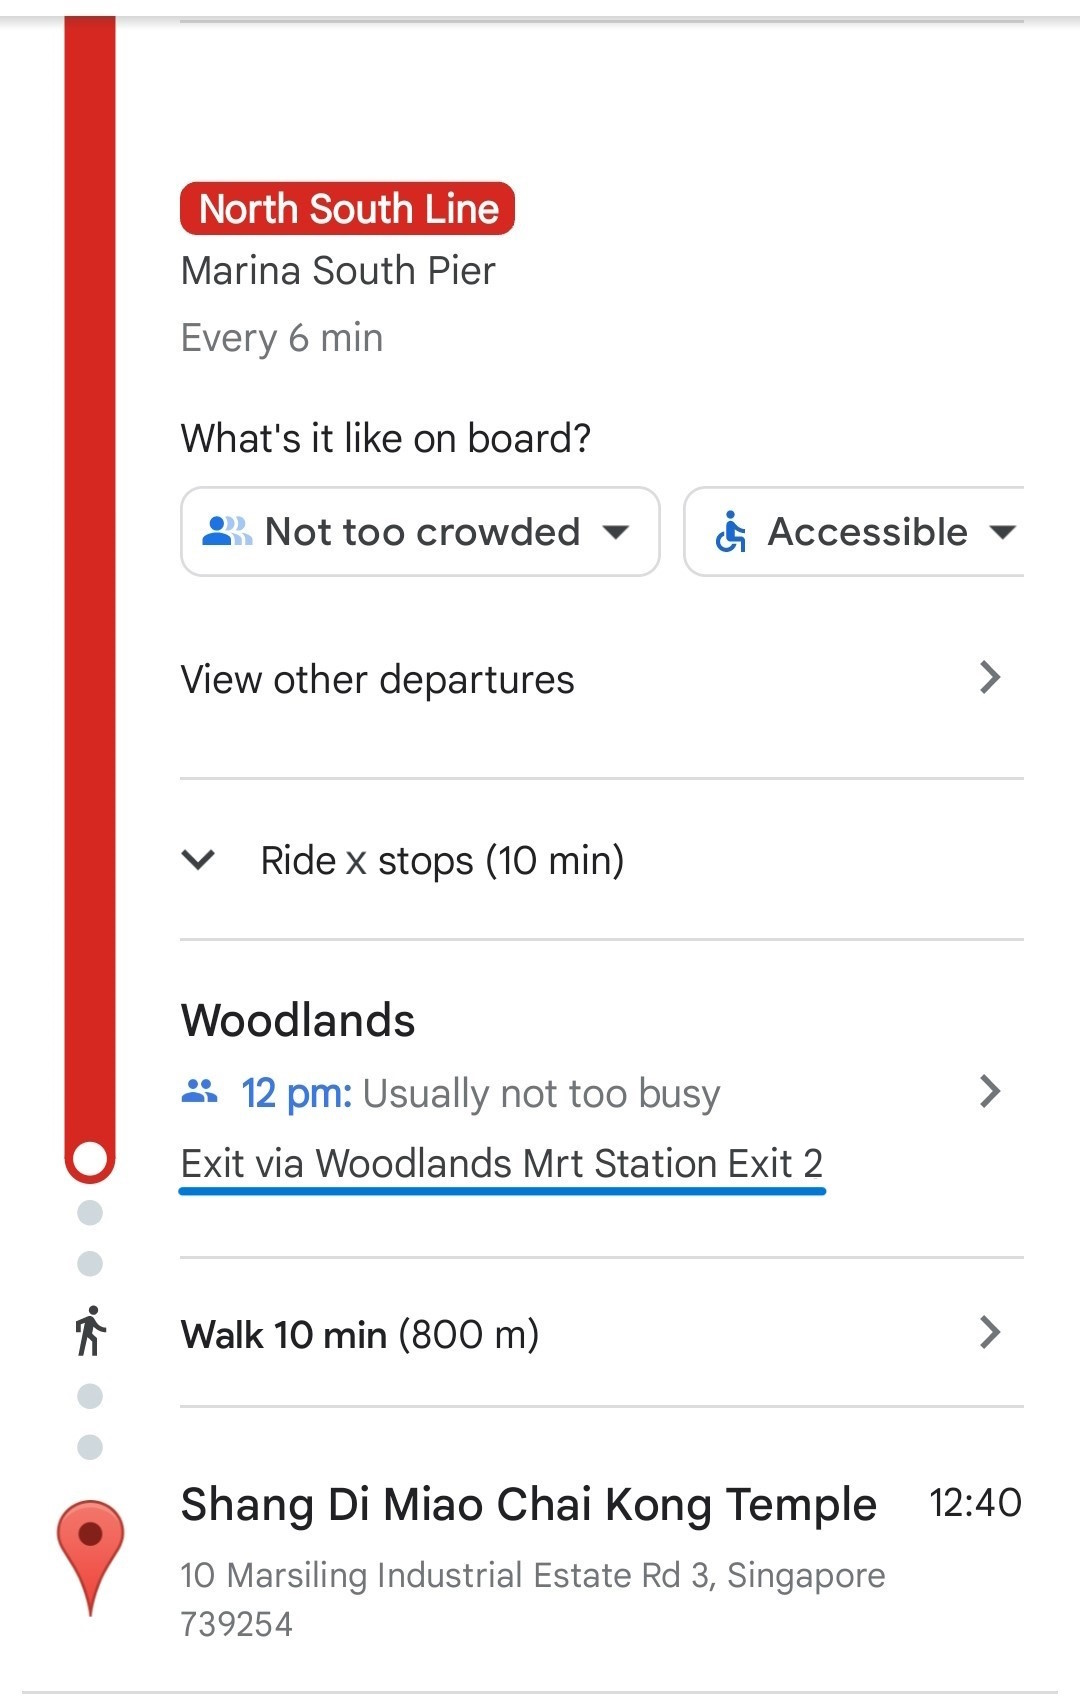 North South Line
Marina South Pier
Every 6 min
What's it like on board?
Not too crowded
Accessible
View other departures
Ride x stops (10 min)
Woodlands
12 pm: Usually not too busy
Exit via Woodlands Mrt Station Exit 2
Walk 10 min (800 m)
Shang Di Miao Chai Kong Temple 12:40
10 Marsiling Industrial Estate Rd 3, Singapore
739254